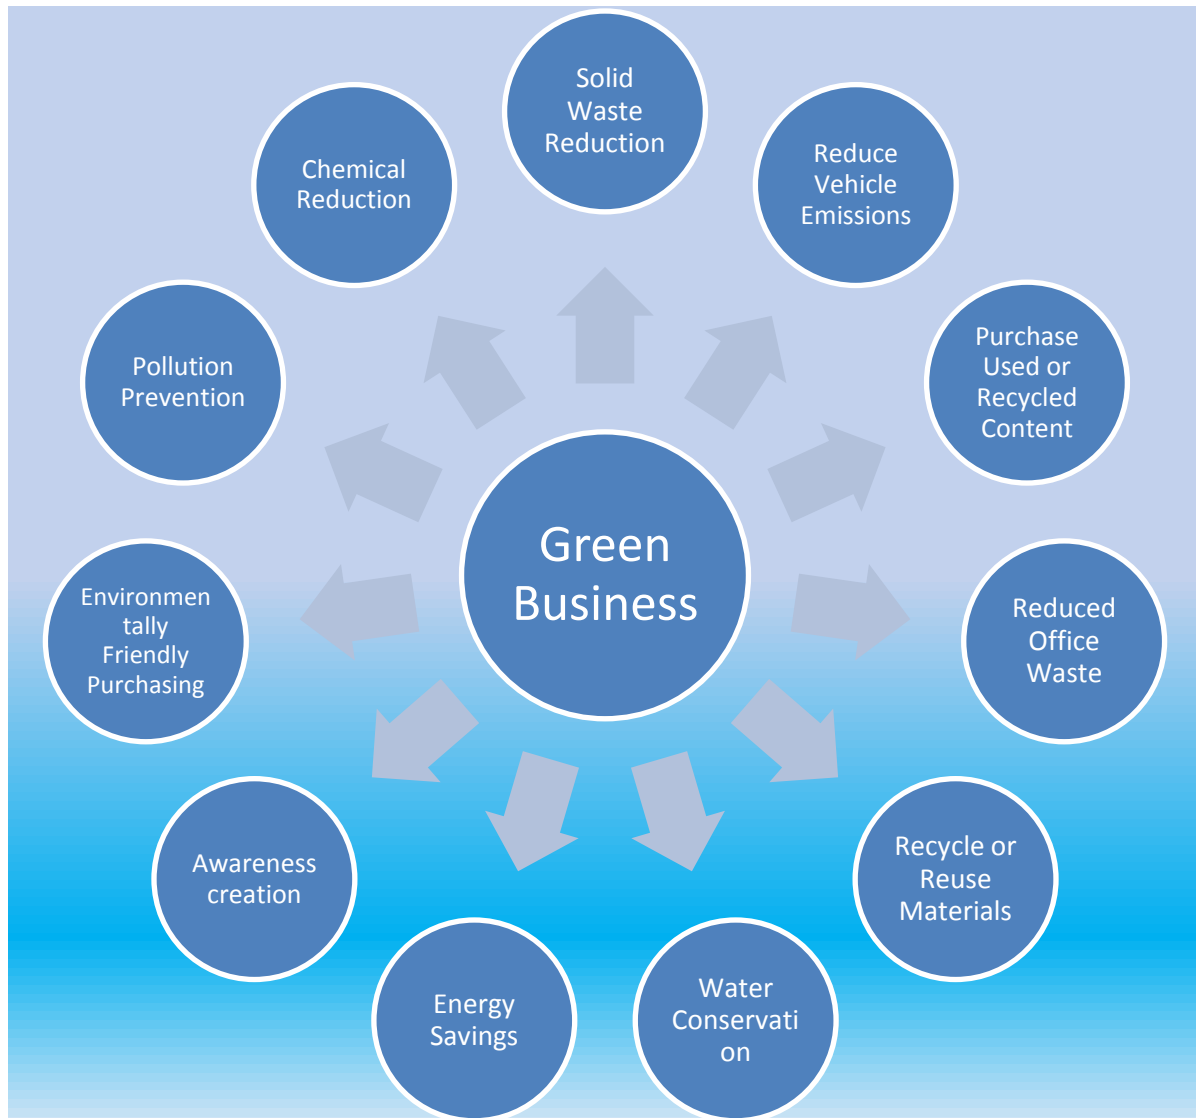 Solid
Waste
Reduction
Reduce
Vehicle
Emissions
Purchase
Used or
Recycled
Content
Reduced
Office
Waste
Recycle or
Reuse
Materials
Water
Conservati
on
Energy
Savings
Awareness
creation
Environmen
tally
Friendly
Purchasing
Pollution
Prevention
Chemical
Reduction
Green
Business